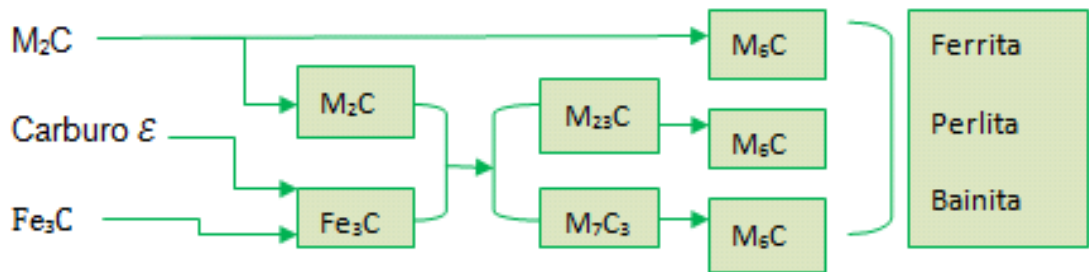 M₂C
Carburo ε
Fe₃C
M₂C
Fe₃C
M₂₃C
M₇C₃
M₆C
M₆C
M₆C
Ferrita
Perlita
Bainita